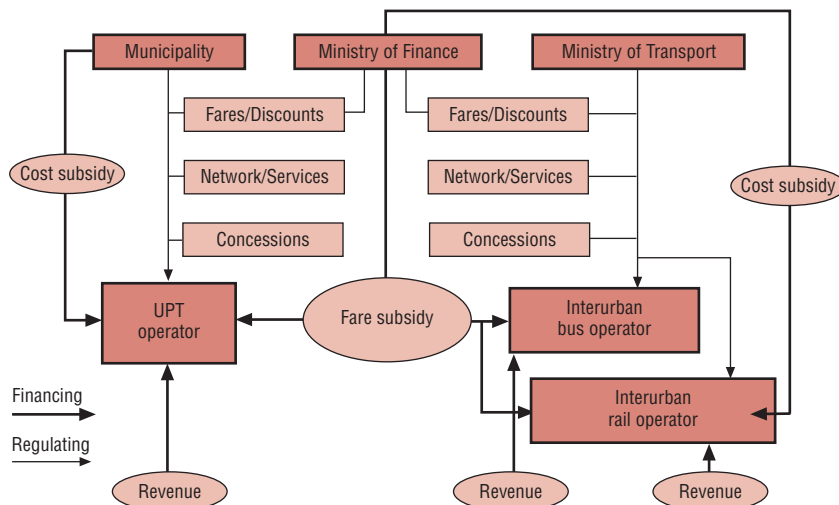 Municipality
Ministry of Finance
Ministry of Transport
Fares/Discounts
Fares/Discounts
Cost subsidy
Network/Services
Network/Services
Cost subsidy
Concessions
Concessions
UPT
operator
Fare subsidy
Interurban
bus operator
Financing
Interurban
rail operator
Regulating
Revenue
Revenue
Revenue